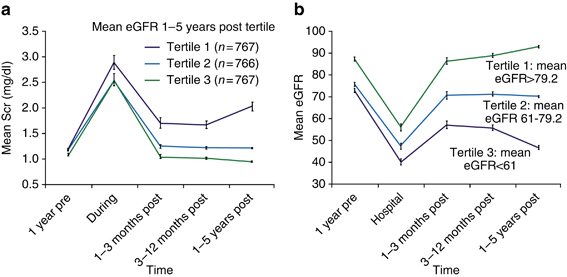 a
Mean eGFR 1–5 years post tertile
Tertile 1 (n=767)
Tertile 2 (n=766)
Tertile 3 (n=767)
Mean Scr (mg/dl)
3.5
3.0
2.5
2.0
1.5
1.0
0.5
1 year pre
During
1–3 months post
3–12 months post
1–5 years post
Time
b
Mean eGFR
100
90
80
70
60
50
40
30
Tertile 1: mean
eGFR>79.2
Tertile 2: mean
eGFR 61-79.2
Tertile 3: mean
eGFR<61
1 year pre
Hospital
1–3 months post
3–12 months post
1–5 years post
Time